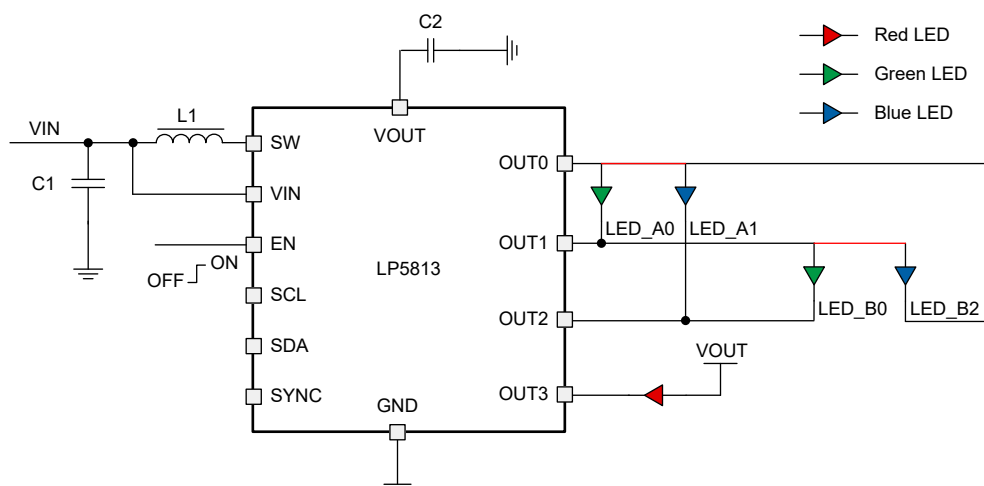 C2
Red LED
Green LED
Blue LED
VIN
L1
C1
VOUT
SW
VIN
EN
OFF
ON
SCL
SDA
SYNC
GND
LP5813
OUT0
OUT1
OUT2
OUT3
LED_A0
LED_A1
LED_B0
LED_B2
VOUT